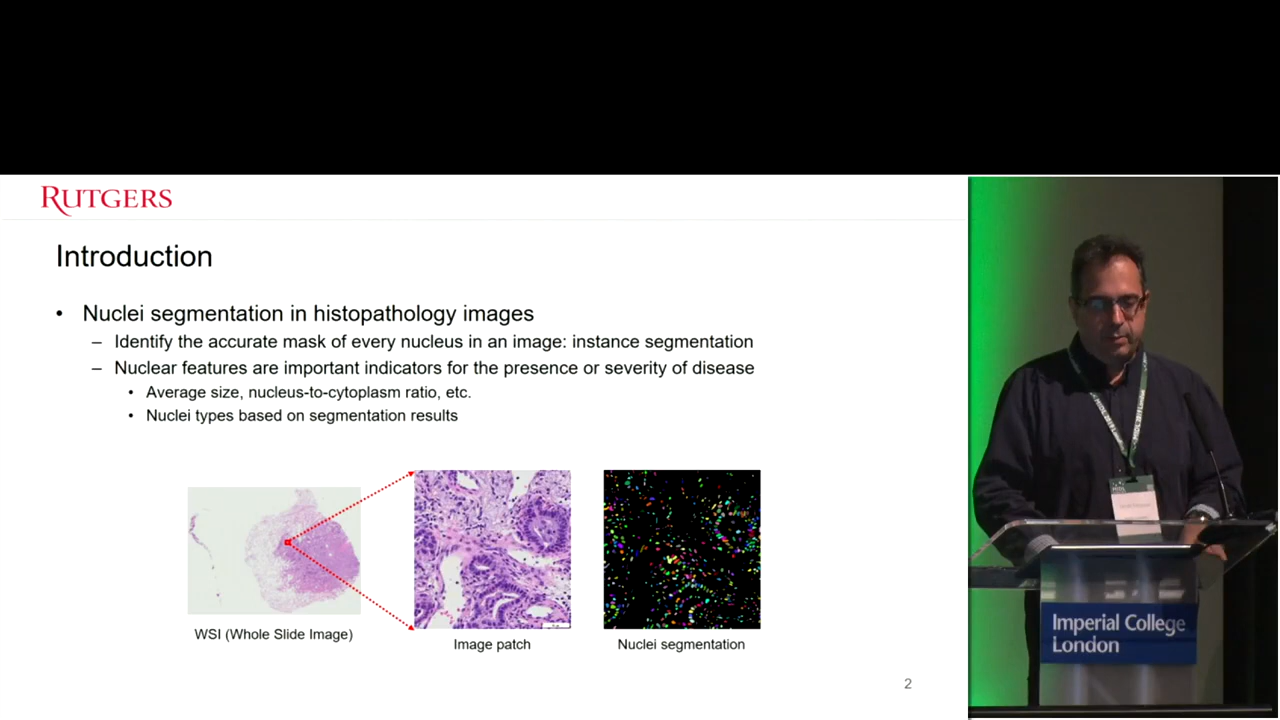 RUTGERS
Introduction
• Nuclei segmentation in histopathology images
– Identify the accurate mask of every nucleus in an image: instance segmentation
– Nuclear features are important indicators for the presence or severity of disease
• Average size, nucleus-to-cytoplasm ratio, etc.
• Nuclei types based on segmentation results
WSI (Whole Slide Image)
Image patch
Nuclei segmentation
2
Imperial College
London